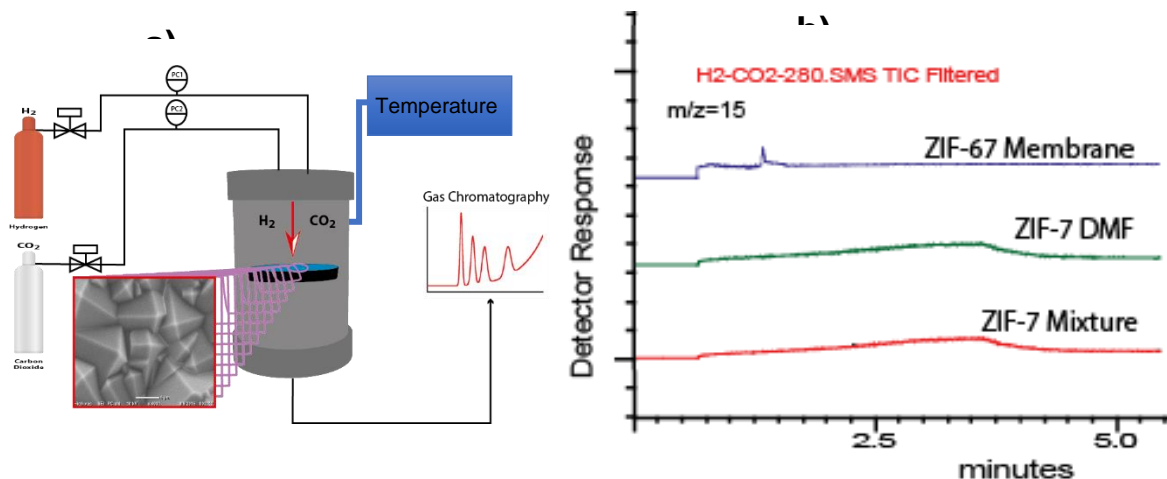 a)
PC1
PC2
H2
Hydrogen
CO2
Carbon
Dioxide
Temperature
H2 CO2
Gas Chromatography
b)
H2-CO2-280.SMS TIC Filtered
m/z=15
ZIF-67 Membrane
ZIF-7 DMF
ZIF-7 Mixture
Detector Response
2.5
5.0
minutes